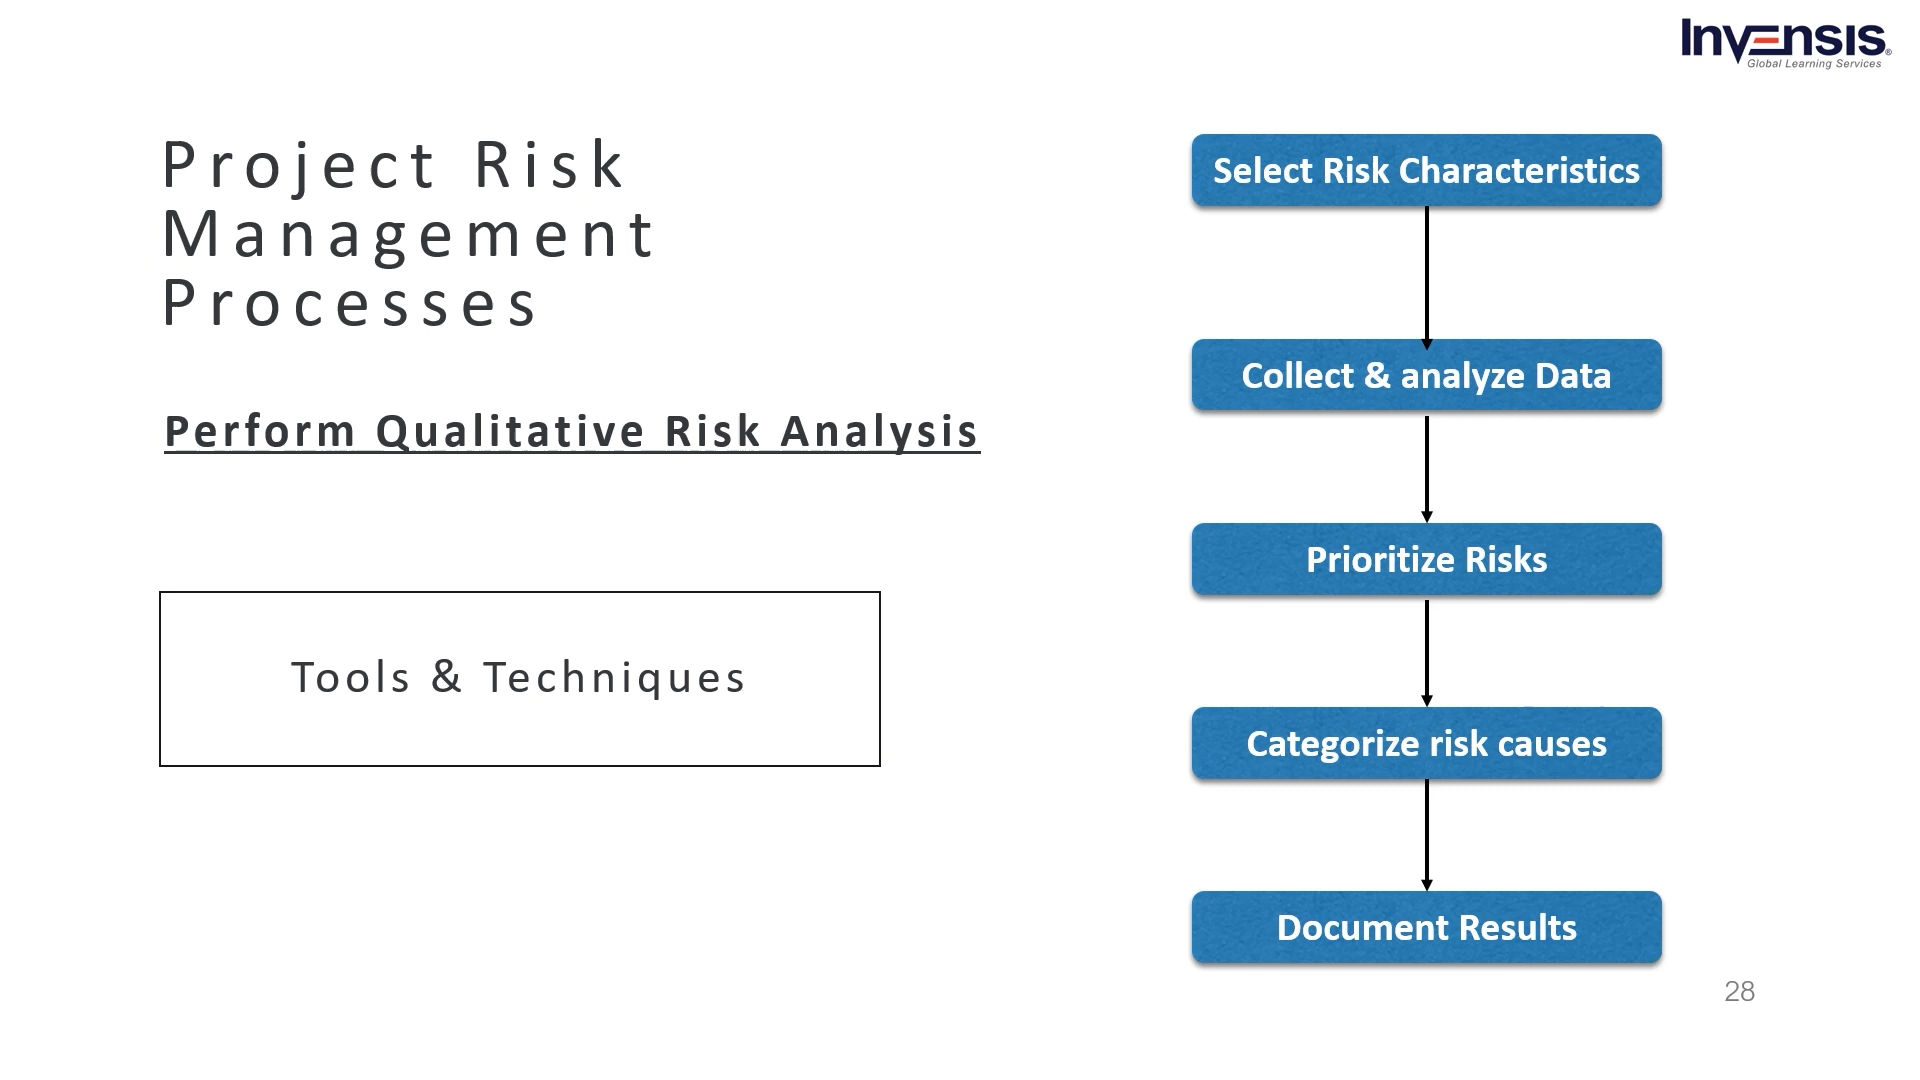 Invensis®
Global Learning Services
Project Risk
Management
Processes
Perform Qualitative Risk Analysis
Tools & Techniques
Select Risk Characteristics
Collect & analyze Data
Prioritize Risks
Categorize risk causes
Document Results
28